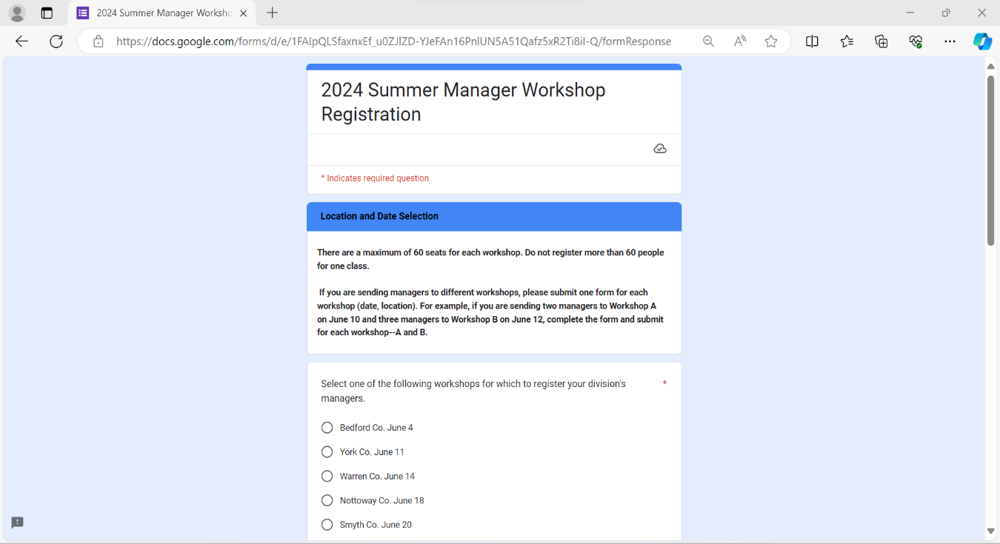 2024 Summer Manager Worksho
https://docs.google.com/forms/d/e/1FAIpQLSfaxnxEf_u0ZJlZD-YJeFAn16PnlUN5A51Qafz5xR2Ti8iI-Q/formResponse
2024 Summer Manager Workshop
Registration
* Indicates required question
Location and Date Selection
There are a maximum of 60 seats for each workshop. Do not register more than 60 people
for one class.
If you are sending managers to different workshops, please submit one form for each
workshop (date, location). For example, if you are sending two managers to Workshop A
on June 10 and three managers to Workshop B on June 12, complete the form and submit
for each workshop--A and B.
Select one of the following workshops for which to register your division's *
managers.
Bedford Co. June 4
York Co. June 11
Warren Co. June 14
Nottoway Co. June 18
Smyth Co. June 20